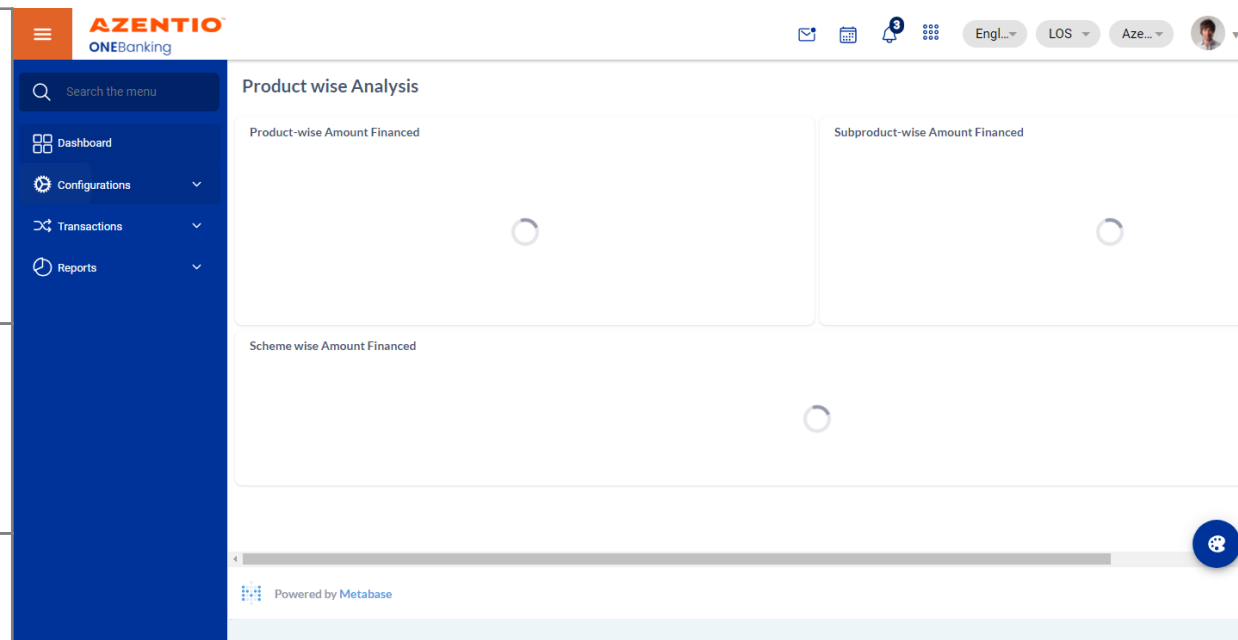 AZENTIO
ONEBanking
3
Engl...
LOS
Aze...
Search the menu
Dashboard
Configurations
Transactions
Reports
Product wise Analysis
Product-wise Amount Financed
Subproduct-wise Amount Financed
Scheme wise Amount Financed
Powered by Metabase